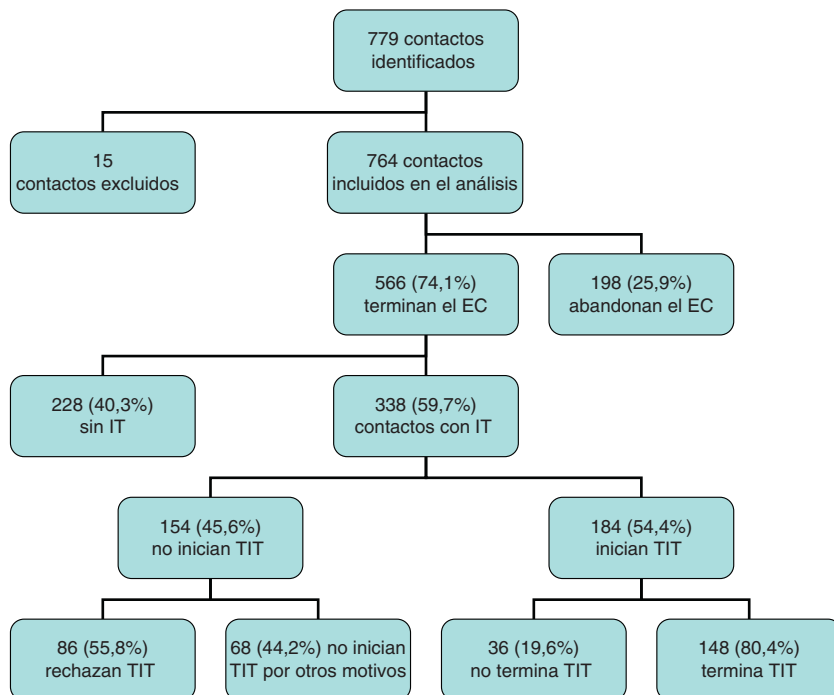 779 contactos
identificados
15
contactos excluidos
764 contactos
incluidos en el análisis
566 (74,1%)
terminan el EC
198 (25,9%)
abandonan el EC
228 (40,3%)
sin IT
338 (59,7%)
contactos con IT
154 (45,6%)
no inician TIT
184 (54,4%)
inician TIT
86 (55,8%)
rechazan TIT
68 (44,2%) no inician
TIT por otros motivos
36 (19,6%)
no termina TIT
148 (80,4%)
termina TIT